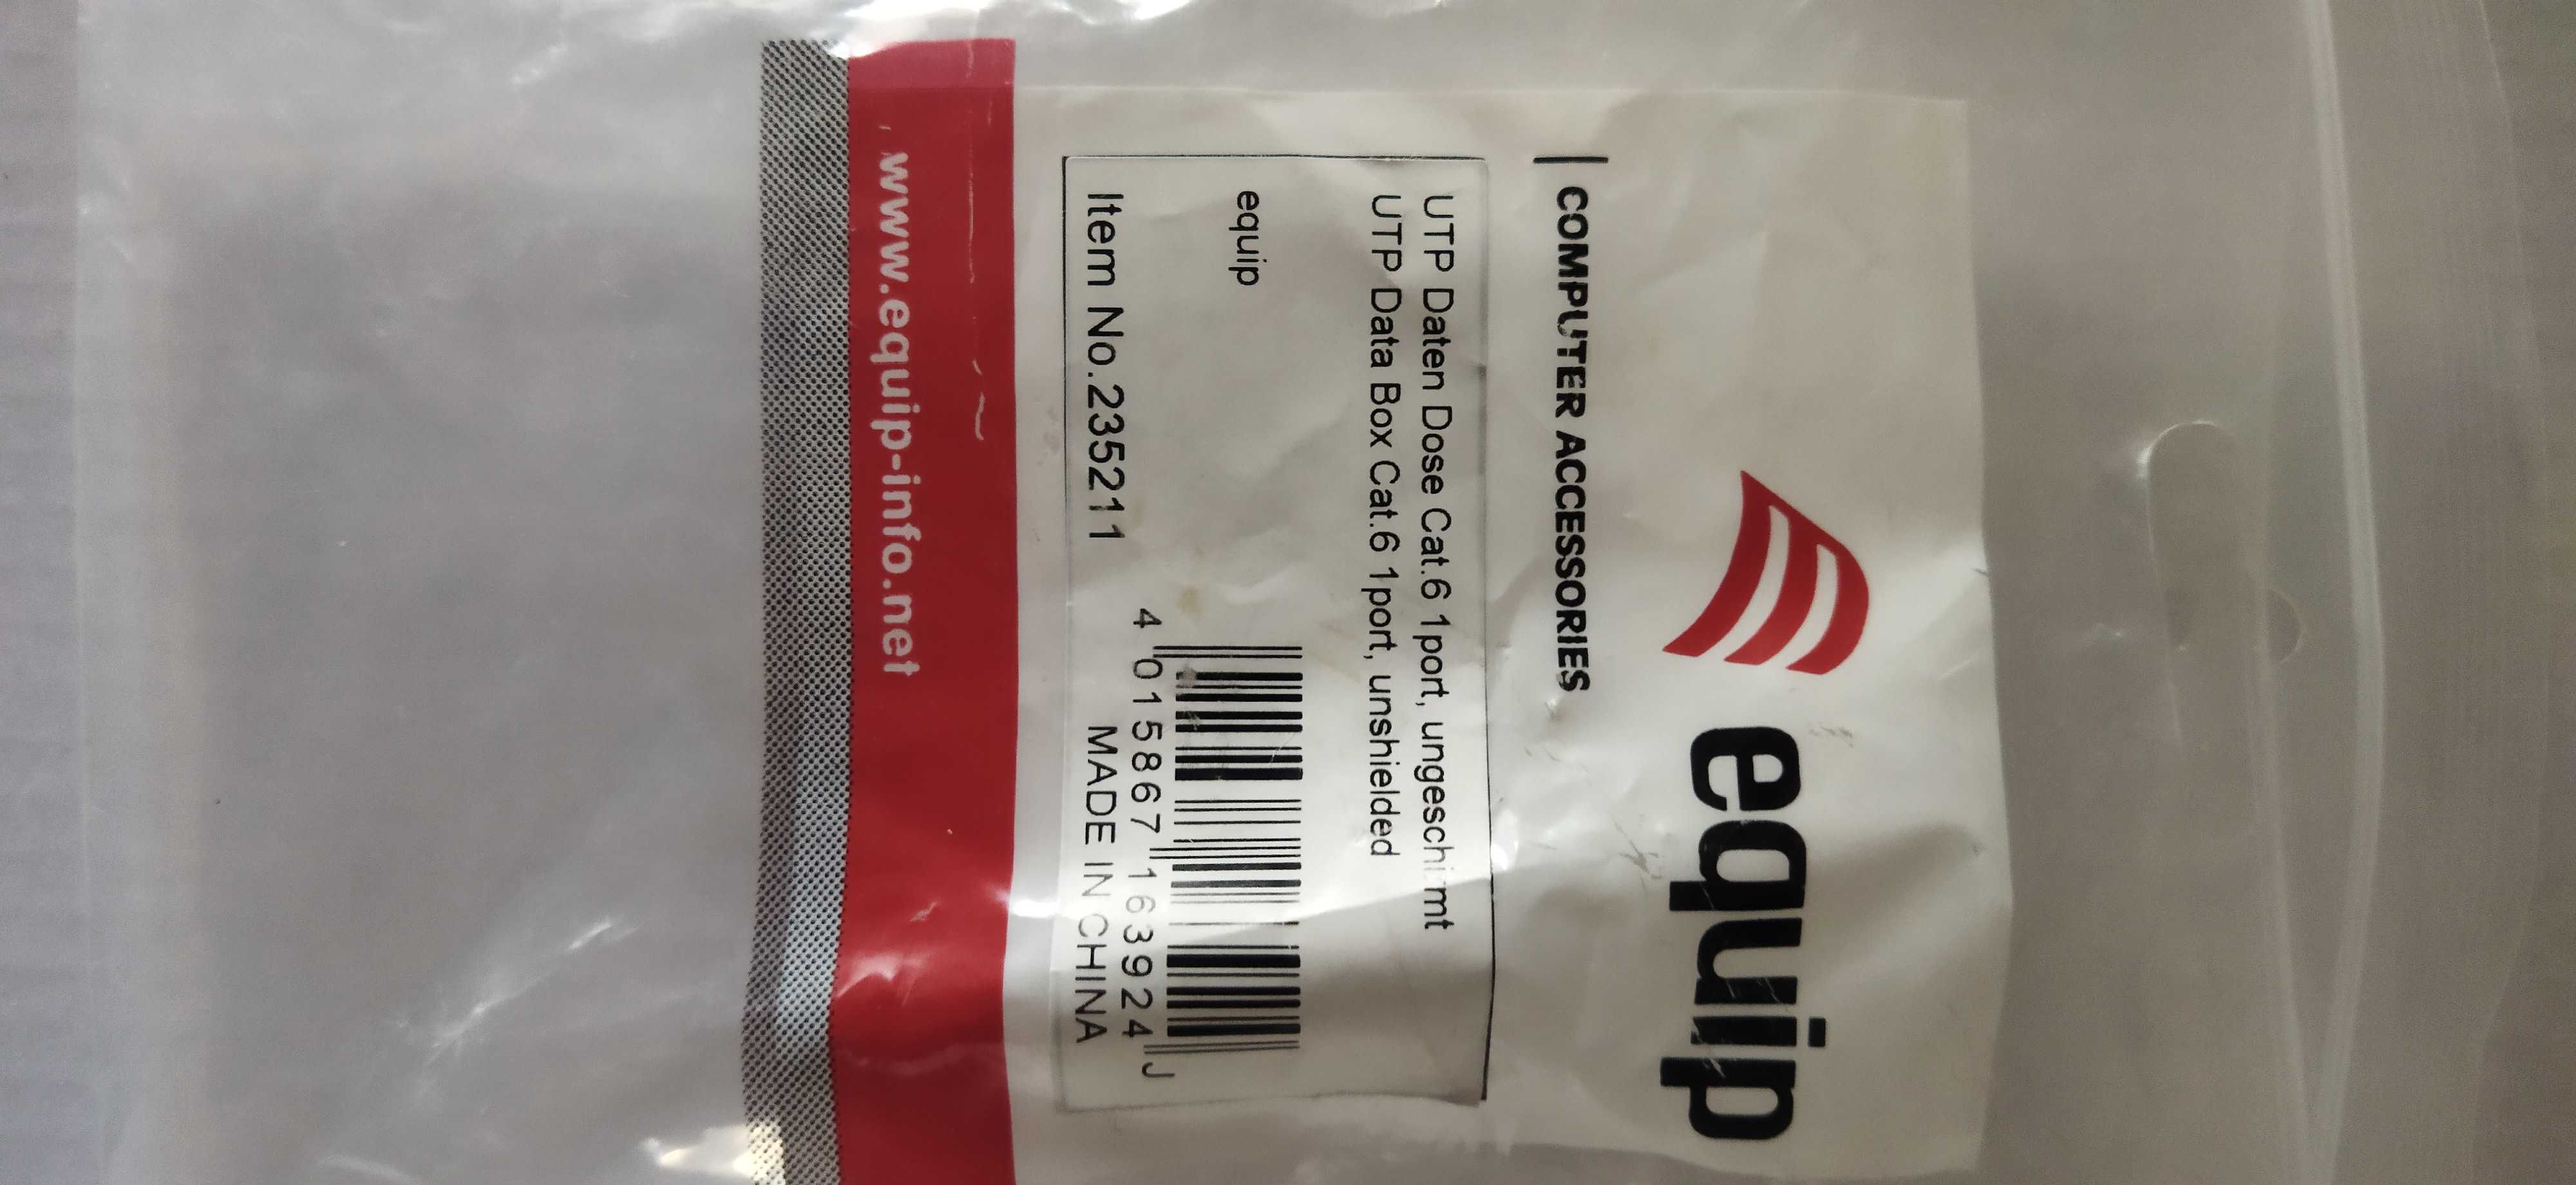 equip
COMPUTER ACCESSORIES
UTP Daten Dose Cat.6 1port, ungeschirmt
UTP Data Box Cat.6 1port, unshielded
equip
Item No.235211
4 015867 163924
MADE IN CHINA
www.equip-info.net